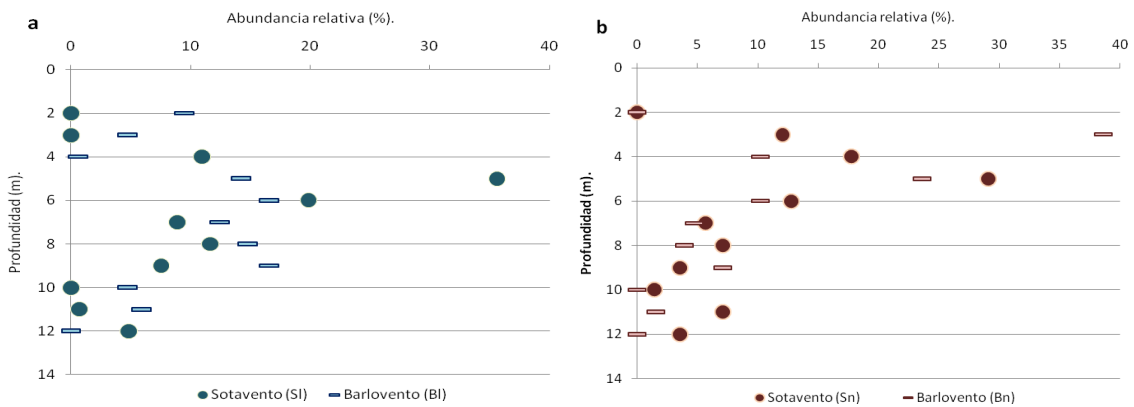 a
Abundancia relativa (%).
0 10 20 30 40
0
2
4
6
8
10
12
14
Profundidad (m).
Sotavento (Sl) Barlovento (Bl)
b
Abundancia relativa (%).
0 5 10 15 20 25 30 35 40
0
2
4
6
8
10
12
14
Profundidad (m).
Sotavento (Sn) Barlovento (Bn)